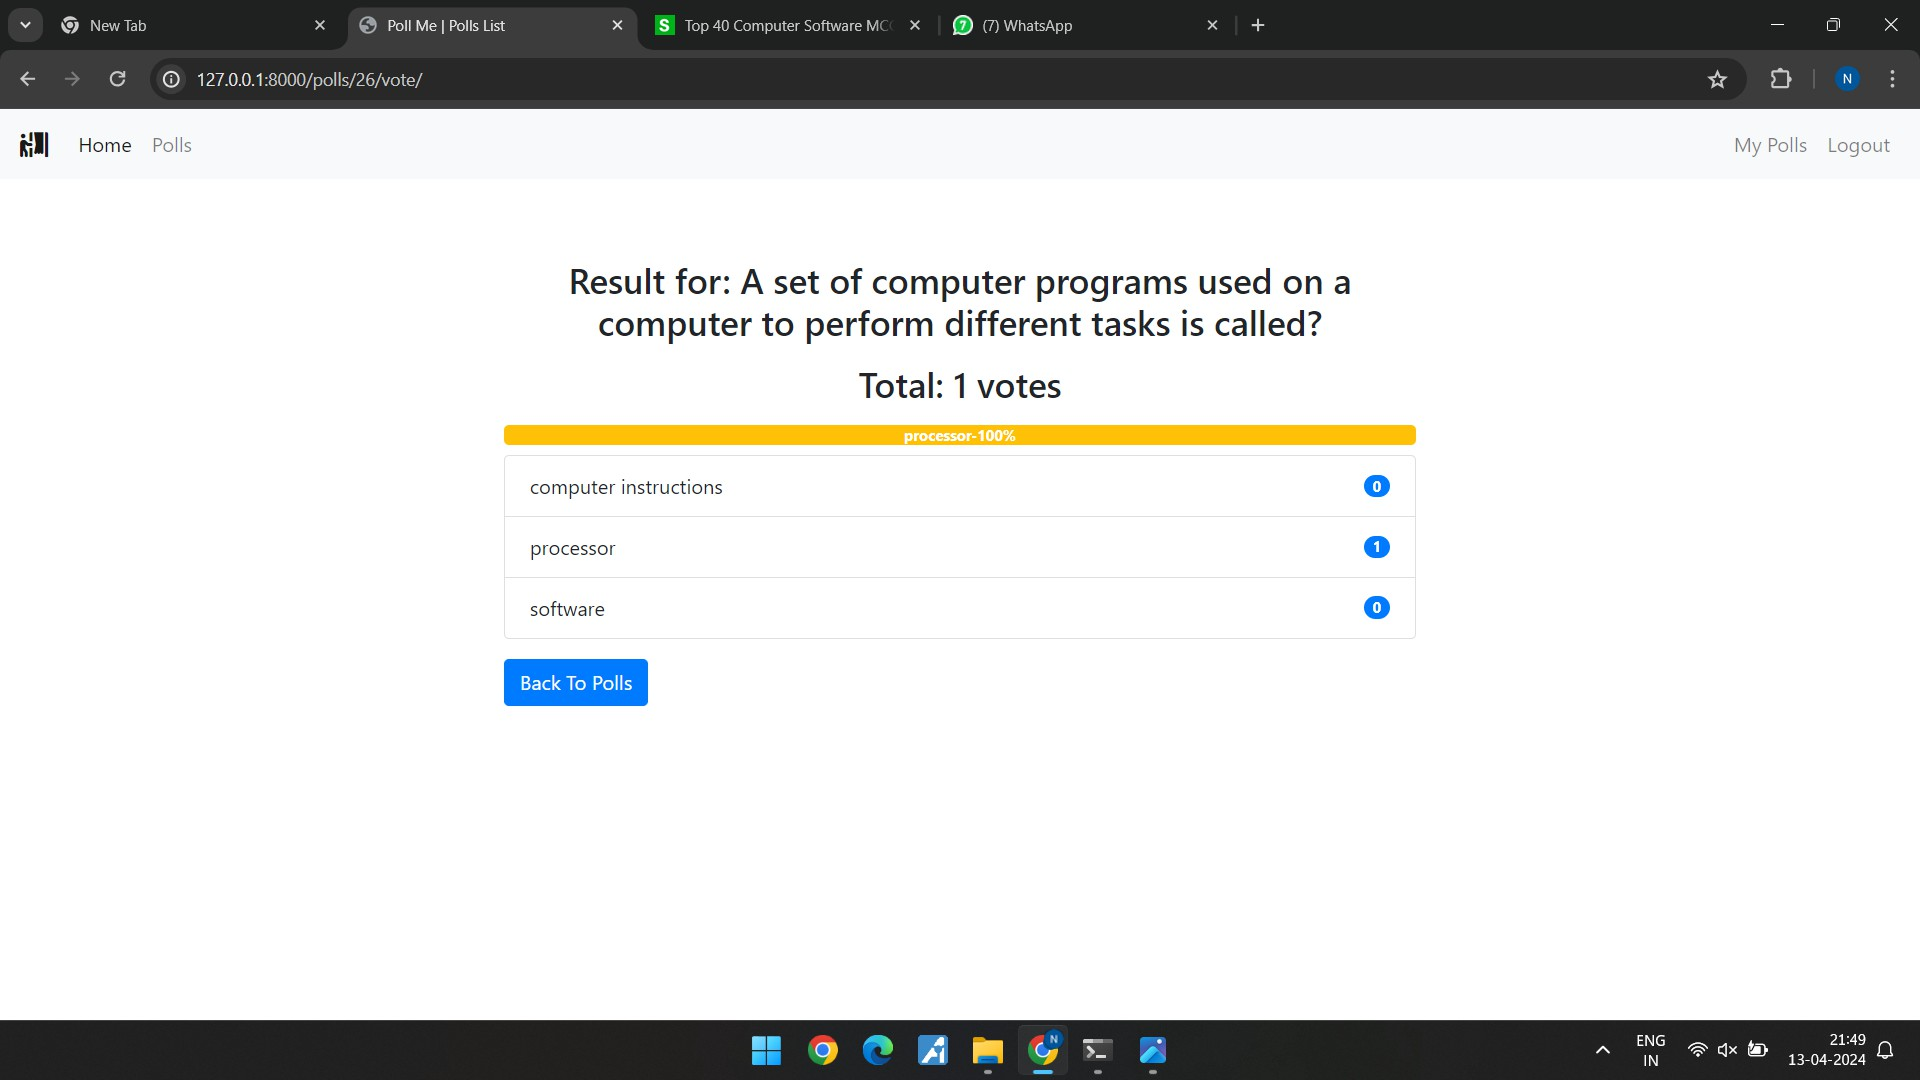 New Tab
Poll Me | Polls List
Top 40 Computer Software MC
(7) WhatsApp
127.0.0.1:8000/polls/26/vote/
N
Home
Polls
My Polls
Logout
Result for: A set of computer programs used on a
computer to perform different tasks is called?
Total: 1 votes
processor-100%
computer instructions
0
processor
1
software
0
Back To Polls
ENG
IN
21:49
13-04-2024